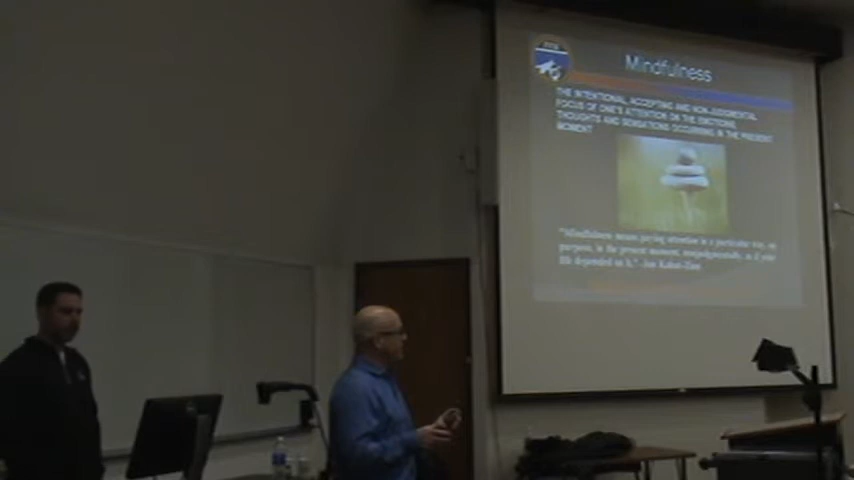 Mindfulness
THE INTENTIONAL, ACCEPTING AND NON-JUDGMENTAL
FOCUS OF ONE'S ATTENTION ON THE EMOTIONS,
THOUGHTS AND SENSATIONS OCCURRING IN THE PRESENT
MOMENT
"Mindfulness means paying attention in a particular way, on
purpose, in the present moment, nonjudgmentally, as if your
life depended on it."- Jon Kabat-Zinn